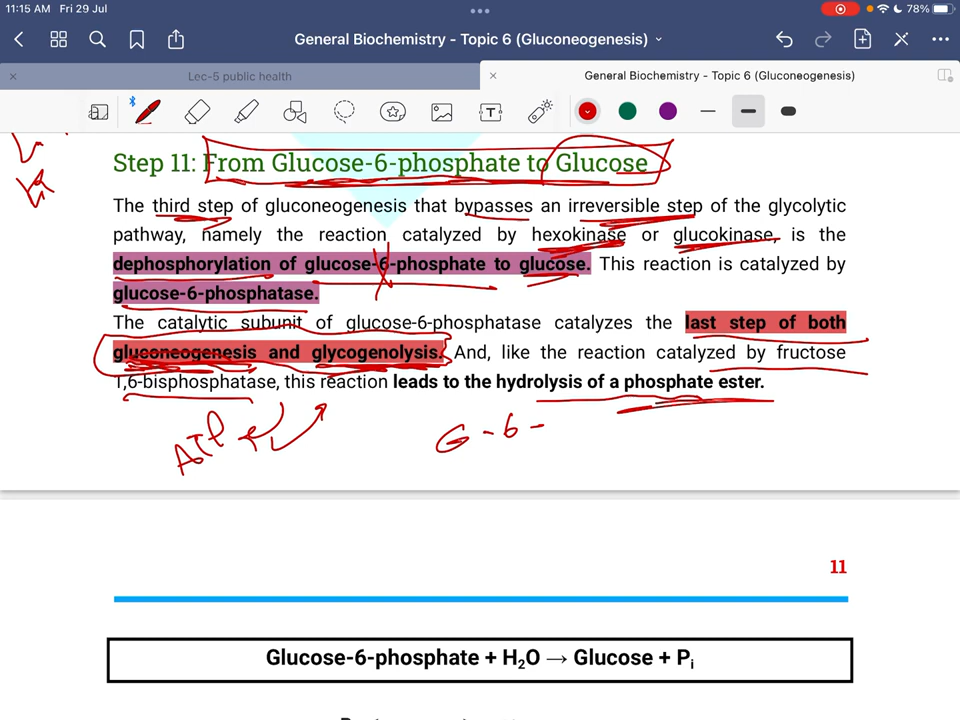 11:15 AM Fri 29 Jul
78%
General Biochemistry - Topic 6 (Gluconeogenesis)
Lec-5 public health
General Biochemistry - Topic 6 (Gluconeogenesis)
Step 11: From Glucose-6-phosphate to Glucose
The third step of gluconeogenesis that bypasses an irreversible step of the glycolytic
pathway, namely the reaction catalyzed by hexokinase or glucokinase, is the
dephosphorylation of glucose-6-phosphate to glucose. This reaction is catalyzed by
glucose-6-phosphatase.
The catalytic subunit of glucose-6-phosphatase catalyzes the last step of both
gluconeogenesis and glycogenolysis. And, like the reaction catalyzed by fructose
1,6-bisphosphatase, this reaction leads to the hydrolysis of a phosphate ester.
ATP
G-6-
11
Glucose-6-phosphate + H₂O → Glucose + Pᵢ